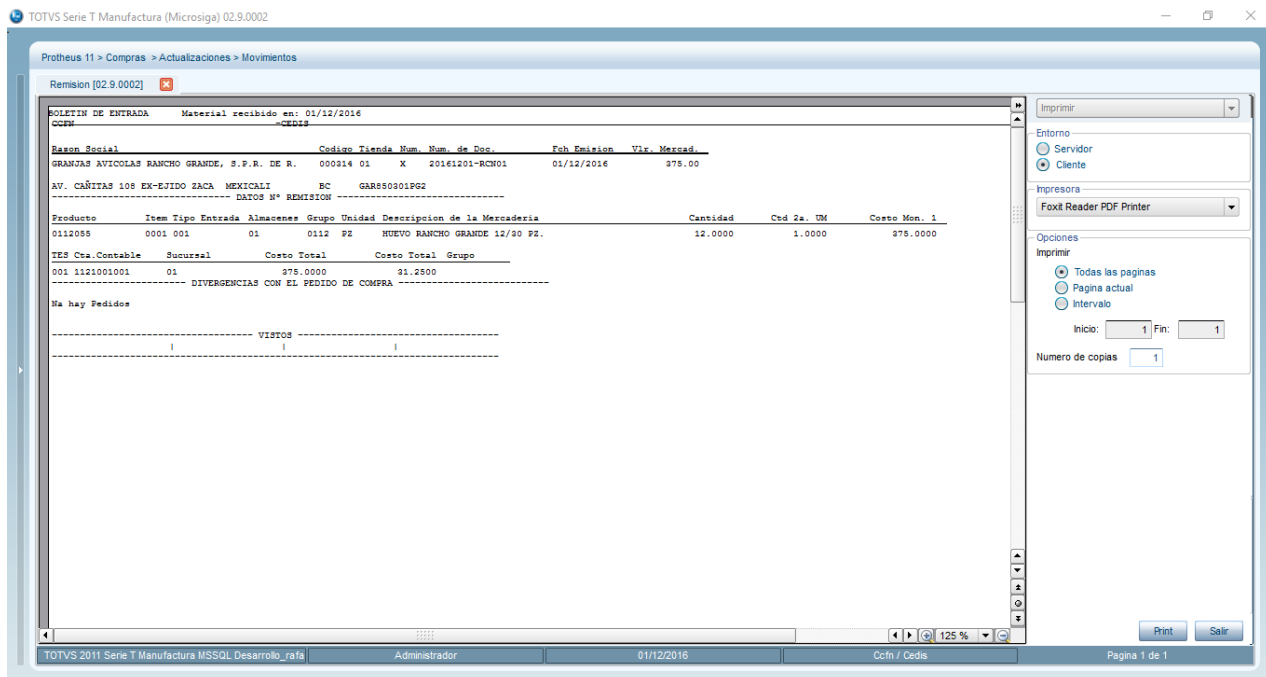 TOTVS Serie T Manufactura (Microsiga) 02.9.0002
Protheus 11 > Compras > Actualizaciones > Movimientos
Remision [02.9.0002]
BOLETIN DE ENTRADA Material recibido en: 01/12/2016
CCFN -CEDIS
Razon Social Codigo Tienda Num. Num. de Doc. Fch Emision Vlr. Mercad.
GRANJAS AVICOLAS RANCHO GRANDE, S.P.R. DE R. 000314 01 X 20161201-RCN01 01/12/2016 375.00
AV. CAÑITAS 108 EX-EJIDO ZACA MEXICALI BC GAR850301PG2
-------------------------------- DATOS Nº REMISION ------------------------------
Producto Item Tipo Entrada Almacenes Grupo Unidad Descripcion de la Mercaderia Cantidad Ctd 2a. UM Costo Mon. 1
0112055 0001 001 01 0112 PZ HUEVO RANCHO GRANDE 12/30 PZ. 12.0000 1.0000 375.0000
TES Cta.Contable Sucursal Costo Total Costo Total Grupo
001 1121001001 01 375.0000 31.2500
------------------------ DIVERGENCIAS CON EL PEDIDO DE COMPRA ---------------------------
Na hay Pedidos
------------------------------------ VISTOS ------------------------------------
| | |
--------------------------------------------------------------------------------
125 %
Imprimir
Entorno
Servidor
Cliente
Impresora
Foxit Reader PDF Printer
Opciones
Imprimir
Todas las paginas
Pagina actual
Intervalo
Inicio: 1 Fin: 1
Numero de copias 1
Print Salir
TOTVS 2011 Serie T Manufactura MSSQL Desarrollo_rafa Administrador 01/12/2016 Ccfn / Cedis Pagina 1 de 1